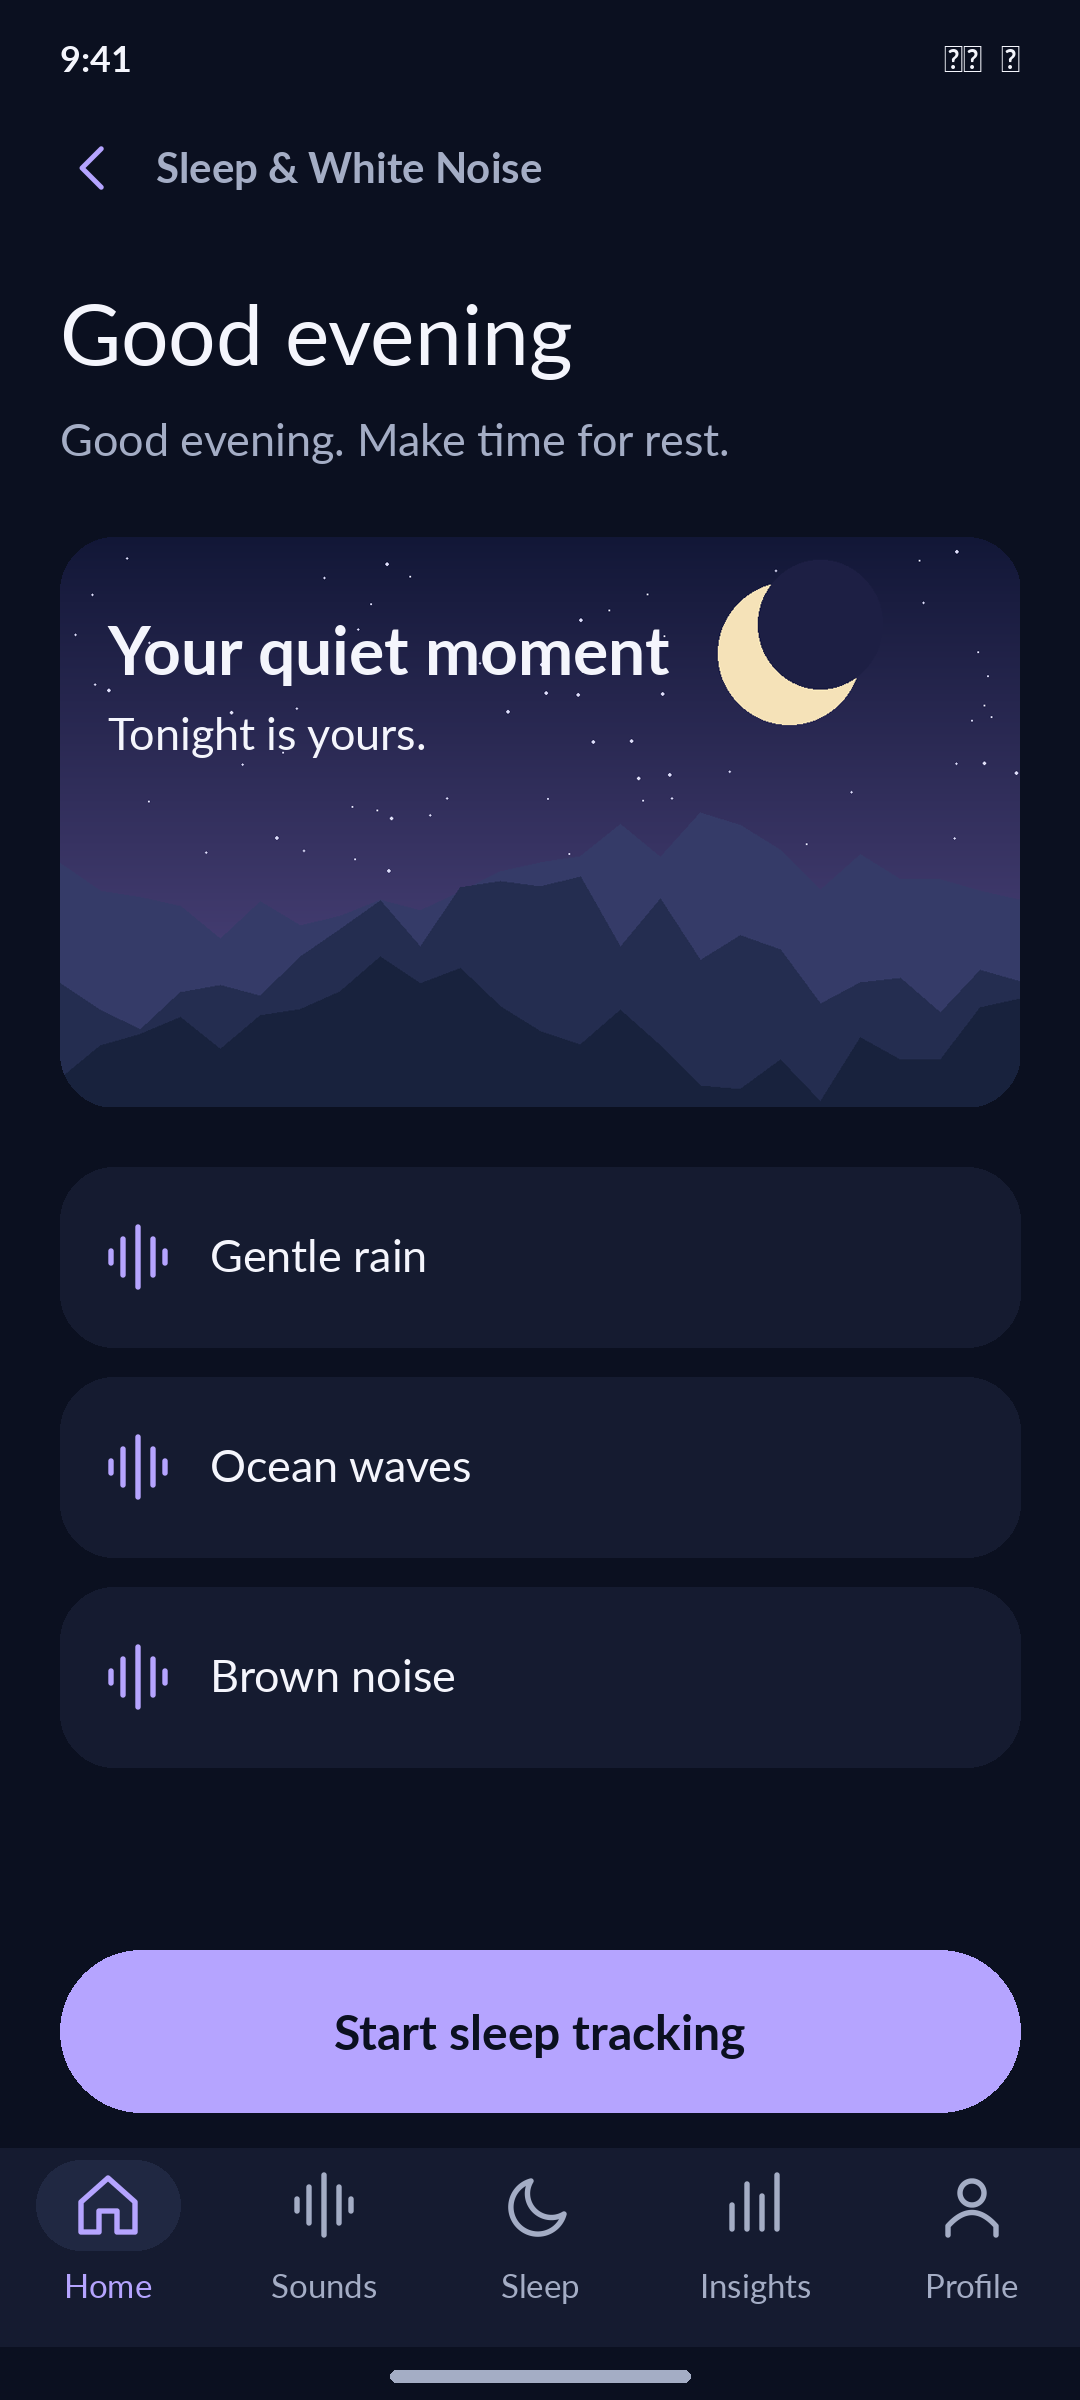 9:41
Sleep & White Noise
Good evening
Good evening. Make time for rest.
Your quiet moment
Tonight is yours.
Gentle rain
Ocean waves
Brown noise
Start sleep tracking
Home
Sounds
Sleep
Insights
Profile